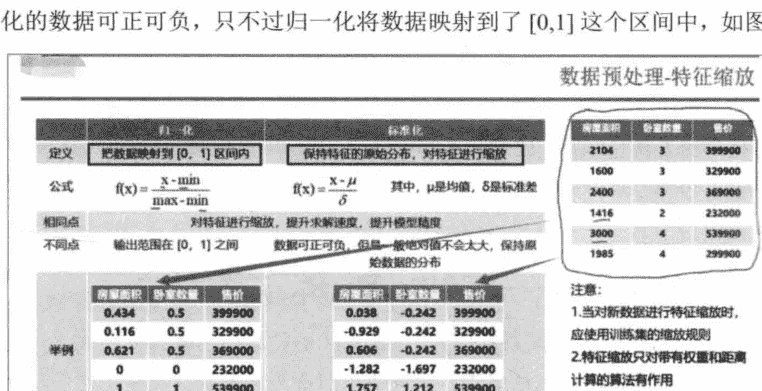 化的数据可正可负，只不过归一化将数据映射到了 [0,1] 这个区间中，如图
数据预处理-特征缩放
归一化 标准化
定义 把数据映射到 [0，1] 区间内 保持特征的原始分布，对特征进行缩放
公式 f(x) = x - min / max - min f(x) = x - μ / δ 其中，μ是均值，δ是标准差
相同点 对特征进行缩放，提升求解速度，提升模型精度
不同点 输出范围在 [0，1] 之间 数据可正可负，但是一般绝对值不会太大，保持原
始数据的分布
举例
房屋面积 卧室数量 售价
0.434 0.5 399900
0.116 0.5 329900
0.621 0.5 369000
0 0 232000
1 1 539900
房屋面积 卧室数量 售价
0.038 -0.242 399900
-0.929 -0.242 329900
0.606 -0.242 369000
-1.282 -1.697 232000
1.757 1.212 539900
房屋面积 卧室数量 售价
2104 3 399900
1600 3 329900
2400 3 369000
1416 2 232000
3000 4 539900
1985 4 299900
注意：
1.当对新数据进行特征缩放时，
应使用训练集的缩放规则
2.特征缩放只对带有权重和距离
计算的算法有作用